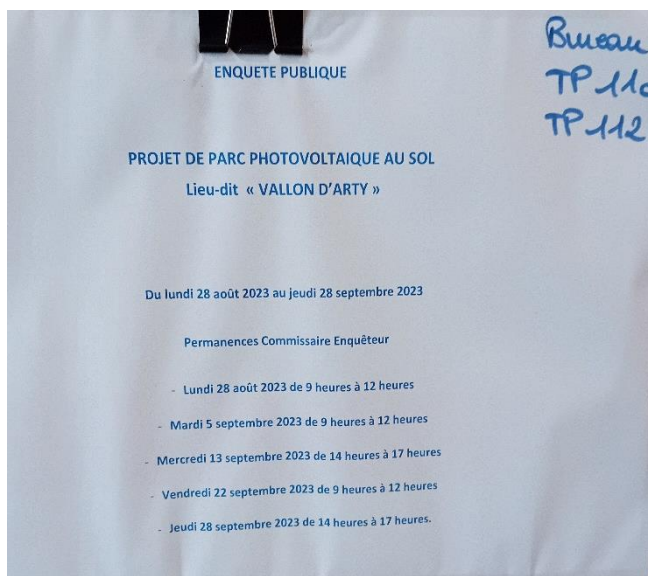 Bureau
TP 110
TP 112
ENQUETE PUBLIQUE
PROJET DE PARC PHOTOVOLTAIQUE AU SOL
Lieu-dit « VALLON D'ARTY »
Du lundi 28 août 2023 au jeudi 28 septembre 2023
Permanences Commissaire Enquêteur
- Lundi 28 août 2023 de 9 heures à 12 heures
- Mardi 5 septembre 2023 de 9 heures à 12 heures
- Mercredi 13 septembre 2023 de 14 heures à 17 heures
- Vendredi 22 septembre 2023 de 9 heures à 12 heures
- Jeudi 28 septembre 2023 de 14 heures à 17 heures.